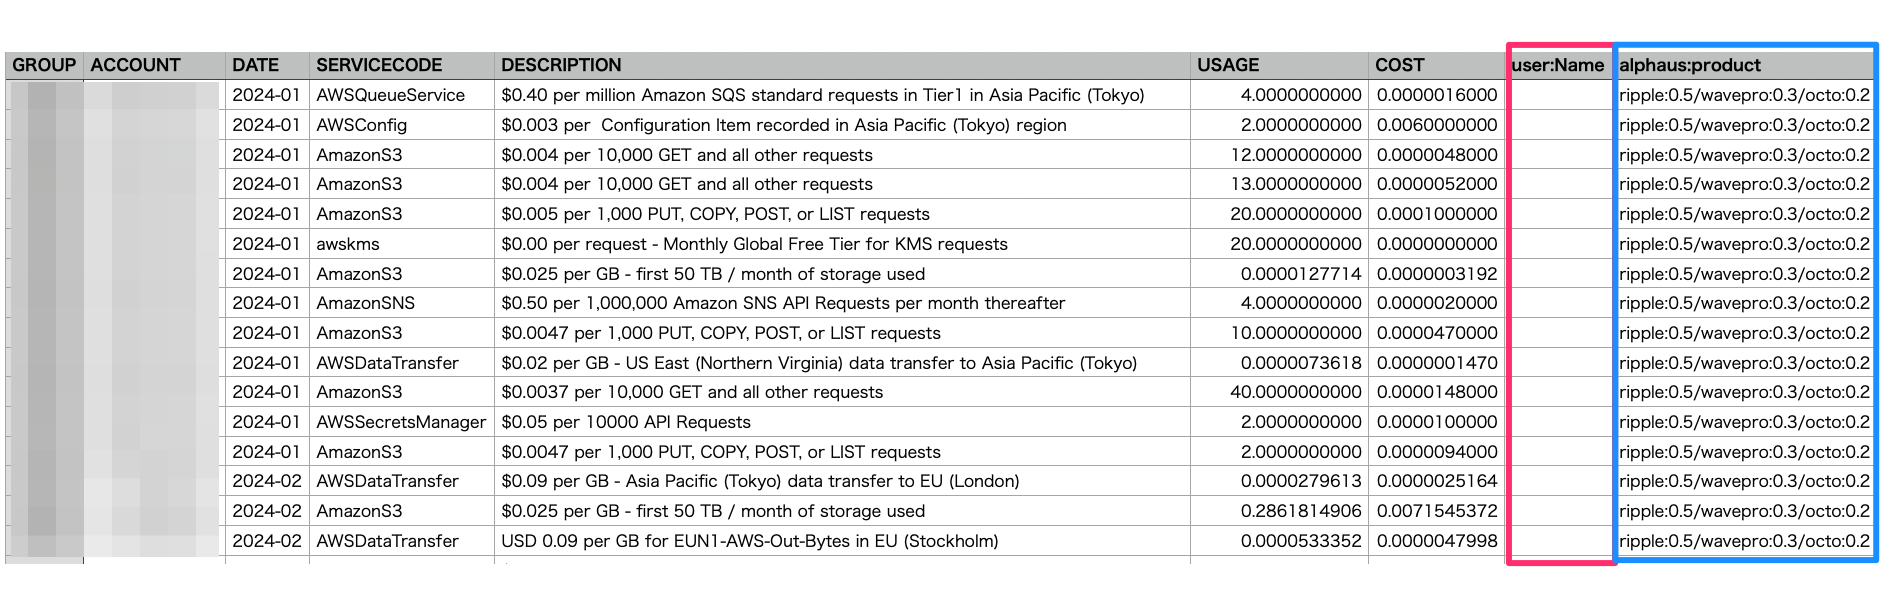 GROUP ACCOUNT DATE SERVICECODE DESCRIPTION USAGE COST user:Name alphaus:product
2024-01 AWSQueueService $0.40 per million Amazon SQS standard requests in Tier1 in Asia Pacific (Tokyo) 4.0000000000 0.0000016000 ripple:0.5/wavepro:0.3/octo:0.2
2024-01 AWSConfig $0.003 per  Configuration Item recorded in Asia Pacific (Tokyo) region 2.0000000000 0.0060000000 ripple:0.5/wavepro:0.3/octo:0.2
2024-01 AmazonS3 $0.004 per 10,000 GET and all other requests 12.0000000000 0.0000048000 ripple:0.5/wavepro:0.3/octo:0.2
2024-01 AmazonS3 $0.004 per 10,000 GET and all other requests 13.0000000000 0.0000052000 ripple:0.5/wavepro:0.3/octo:0.2
2024-01 AmazonS3 $0.005 per 1,000 PUT, COPY, POST, or LIST requests 20.0000000000 0.0001000000 ripple:0.5/wavepro:0.3/octo:0.2
2024-01 awskms $0.00 per request - Monthly Global Free Tier for KMS requests 20.0000000000 0.0000000000 ripple:0.5/wavepro:0.3/octo:0.2
2024-01 AmazonS3 $0.025 per GB - first 50 TB / month of storage used 0.0000127714 0.0000003192 ripple:0.5/wavepro:0.3/octo:0.2
2024-01 AmazonSNS $0.50 per 1,000,000 Amazon SNS API Requests per month thereafter 4.0000000000 0.0000020000 ripple:0.5/wavepro:0.3/octo:0.2
2024-01 AmazonS3 $0.0047 per 1,000 PUT, COPY, POST, or LIST requests 10.0000000000 0.0000470000 ripple:0.5/wavepro:0.3/octo:0.2
2024-01 AWSDataTransfer $0.02 per GB - US East (Northern Virginia) data transfer to Asia Pacific (Tokyo) 0.0000073618 0.0000001470 ripple:0.5/wavepro:0.3/octo:0.2
2024-01 AmazonS3 $0.0037 per 10,000 GET and all other requests 40.0000000000 0.0000148000 ripple:0.5/wavepro:0.3/octo:0.2
2024-01 AWSSecretsManager $0.05 per 10000 API Requests 2.0000000000 0.0000100000 ripple:0.5/wavepro:0.3/octo:0.2
2024-01 AmazonS3 $0.0047 per 1,000 PUT, COPY, POST, or LIST requests 2.0000000000 0.0000094000 ripple:0.5/wavepro:0.3/octo:0.2
2024-02 AWSDataTransfer $0.09 per GB - Asia Pacific (Tokyo) data transfer to EU (London) 0.0000279613 0.0000025164 ripple:0.5/wavepro:0.3/octo:0.2
2024-02 AmazonS3 $0.025 per GB - first 50 TB / month of storage used 0.2861814906 0.0071545372 ripple:0.5/wavepro:0.3/octo:0.2
2024-02 AWSDataTransfer USD 0.09 per GB for EUN1-AWS-Out-Bytes in EU (Stockholm) 0.0000533352 0.0000047998 ripple:0.5/wavepro:0.3/octo:0.2